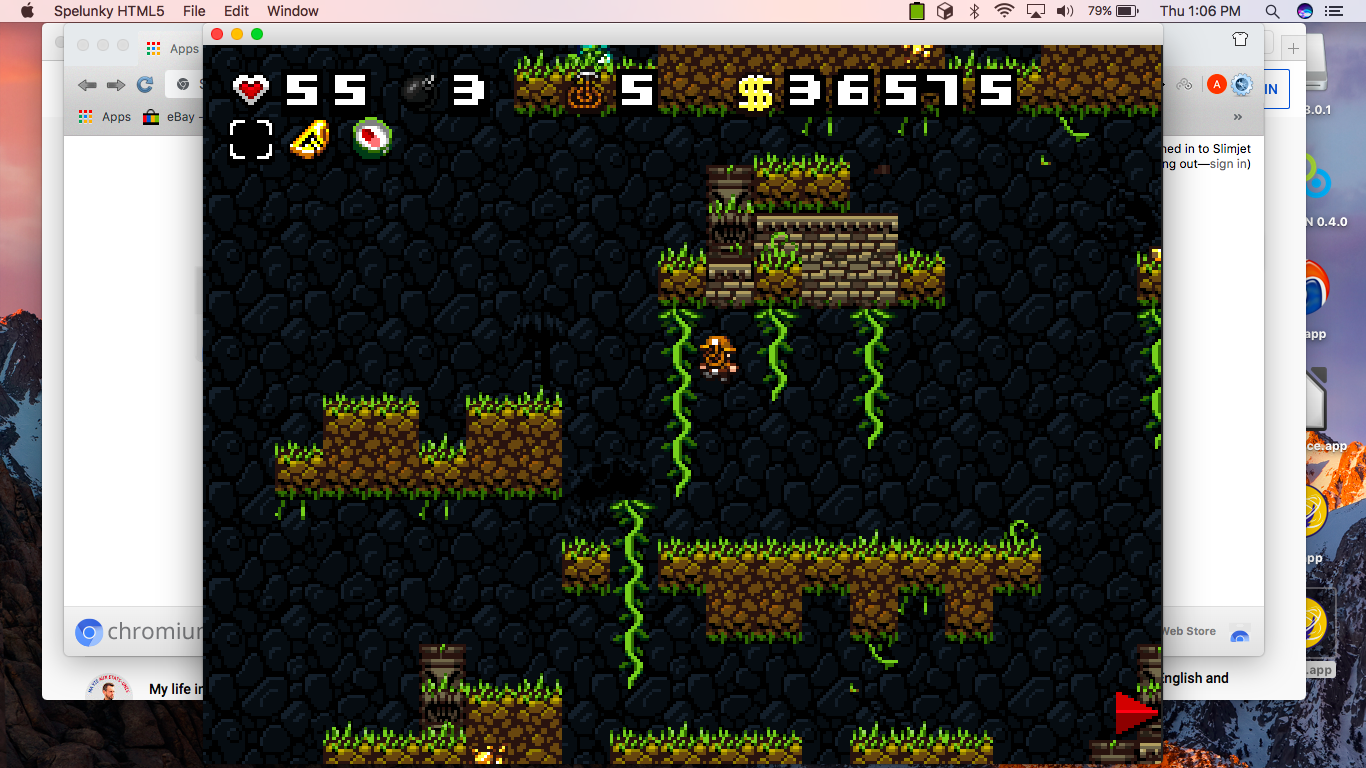 Spelunky HTML5 File Edit Window 79% Thu 1:06 PM
Apps
S
A
IN
3.0.1
Apps eBay
»
ned in to Slimjet
ng out—sign in)
55 3 5 $36575
N 0.4.0
app
ce.app
pp
chromium
Web Store
.app
My life in
English and